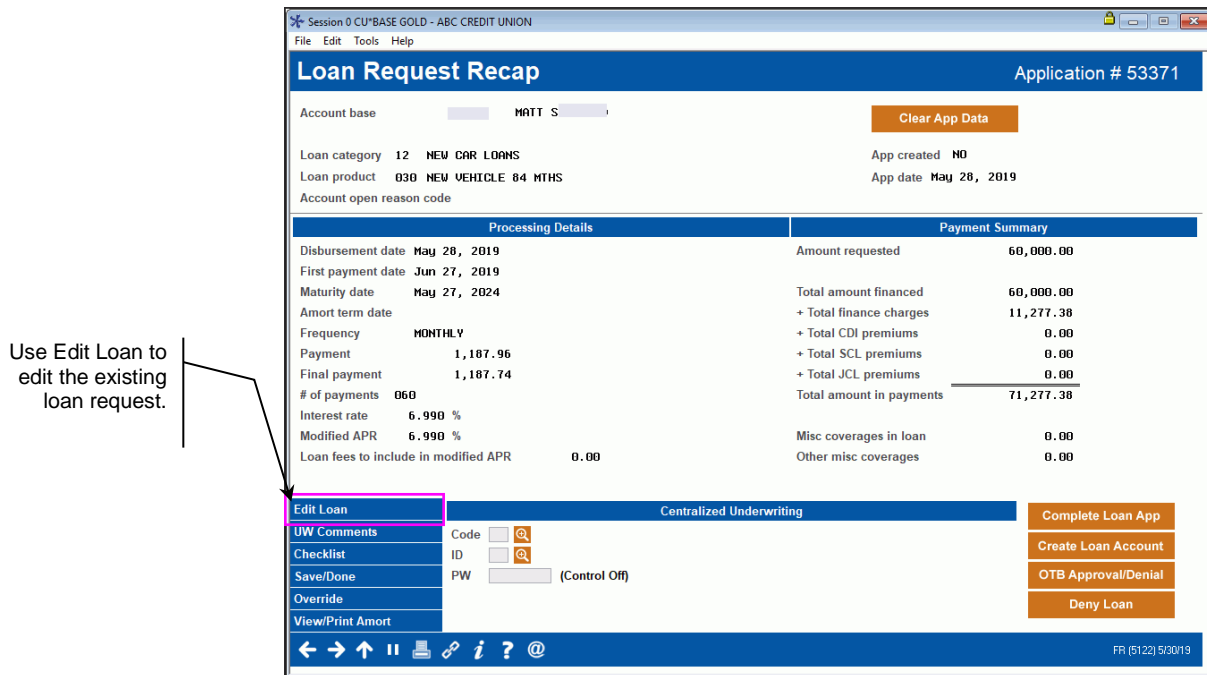 Session 0 CU*BASE GOLD - ABC CREDIT UNION
File Edit Tools Help
Loan Request Recap
Application # 53371
Account base MATT S
Clear App Data
Loan category 12 NEW CAR LOANS
App created NO
Loan product 030 NEW VEHICLE 84 MTHS
App date May 28, 2019
Account open reason code
Processing Details
Payment Summary
Disbursement date May 28, 2019
Amount requested 60,000.00
First payment date Jun 27, 2019
Maturity date May 27, 2024
Total amount financed 60,000.00
Amort term date
+ Total finance charges 11,277.38
Frequency MONTHLY
+ Total CDI premiums 0.00
Payment 1,187.96
+ Total SCL premiums 0.00
Final payment 1,187.74
+ Total JCL premiums 0.00
# of payments 060
Total amount in payments 71,277.38
Interest rate 6.990 %
Modified APR 6.990 %
Misc coverages in loan 0.00
Loan fees to include in modified APR 0.00
Other misc coverages 0.00
Use Edit Loan to
edit the existing
loan request.
Edit Loan
UW Comments
Checklist
Save/Done
Override
View/Print Amort
Centralized Underwriting
Code
ID
PW (Control Off)
Complete Loan App
Create Loan Account
OTB Approval/Denial
Deny Loan
FR (5122) 5/30/19